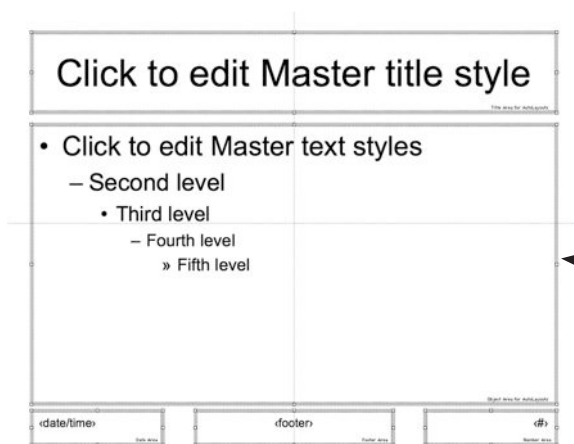 Click to edit Master title style
Title Area for AutoLayouts
• Click to edit Master text styles
– Second level
• Third level
– Fourth level
» Fifth level
Object Area for AutoLayouts
‹date/time›
Date Area
‹footer›
Footer Area
‹#›
Number Area